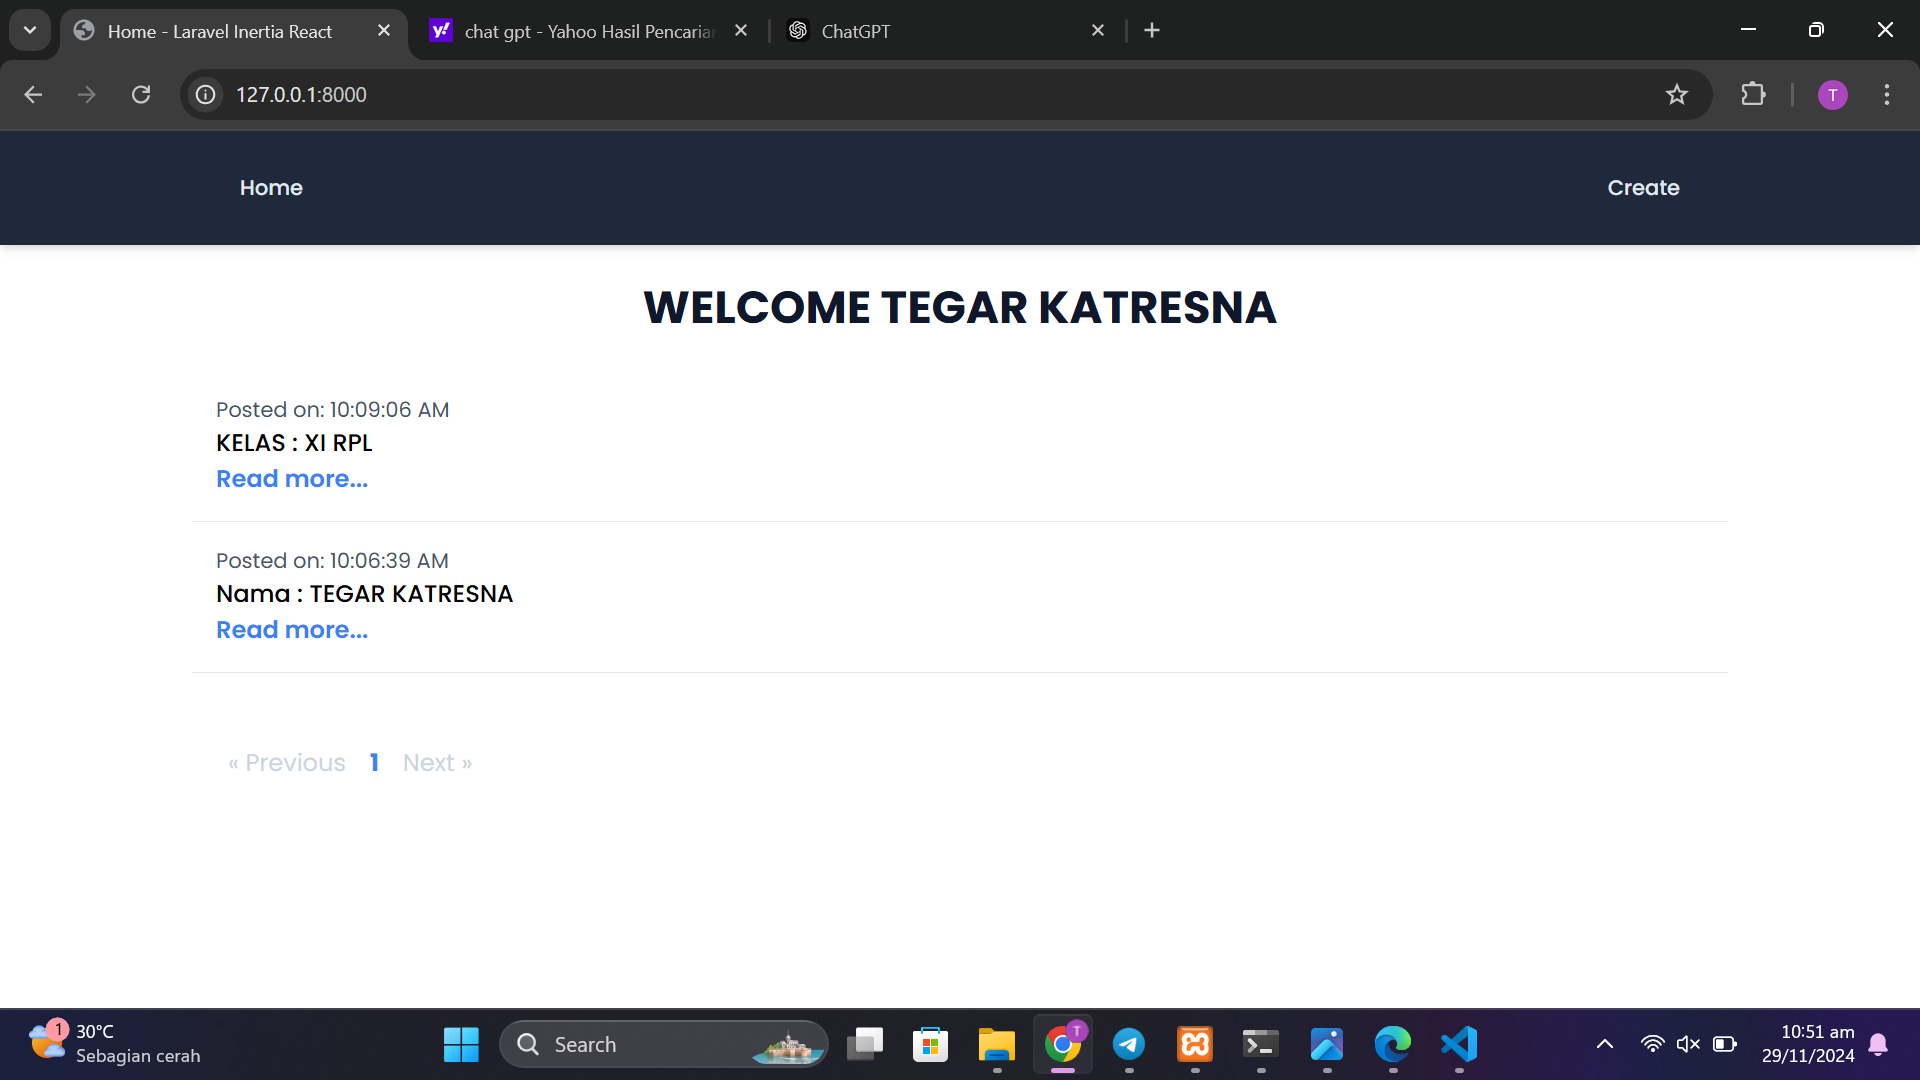 Home - Laravel Inertia React
chat gpt - Yahoo Hasil Pencarian
ChatGPT
127.0.0.1:8000
T
Home
Create
WELCOME TEGAR KATRESNA
Posted on: 10:09:06 AM
KELAS : XI RPL
Read more...
Posted on: 10:06:39 AM
Nama : TEGAR KATRESNA
Read more...
« Previous 1 Next »
1
30°C
Sebagian cerah
Search
T
10:51 am
29/11/2024